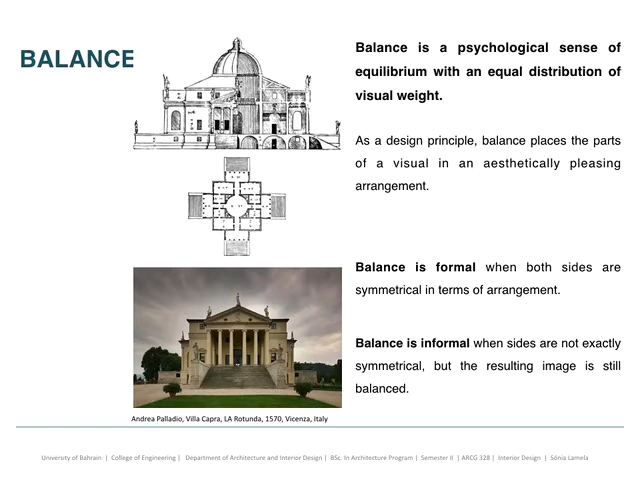 BALANCE
Balance is a psychological sense of
equilibrium with an equal distribution of
visual weight.
As a design principle, balance places the parts
of a visual in an aesthetically pleasing
arrangement.
Balance is formal when both sides are
symmetrical in terms of arrangement.
Balance is informal when sides are not exactly
symmetrical, but the resulting image is still
balanced.
Andrea Palladio, Villa Capra, LA Rotunda, 1570, Vicenza, Italy
University of Bahrain | College of Engineering | Department of Architecture and Interior Design | BSc. In Architecture Program | Semester II | ARCG 328 | Interior Design | Sónia Lamela